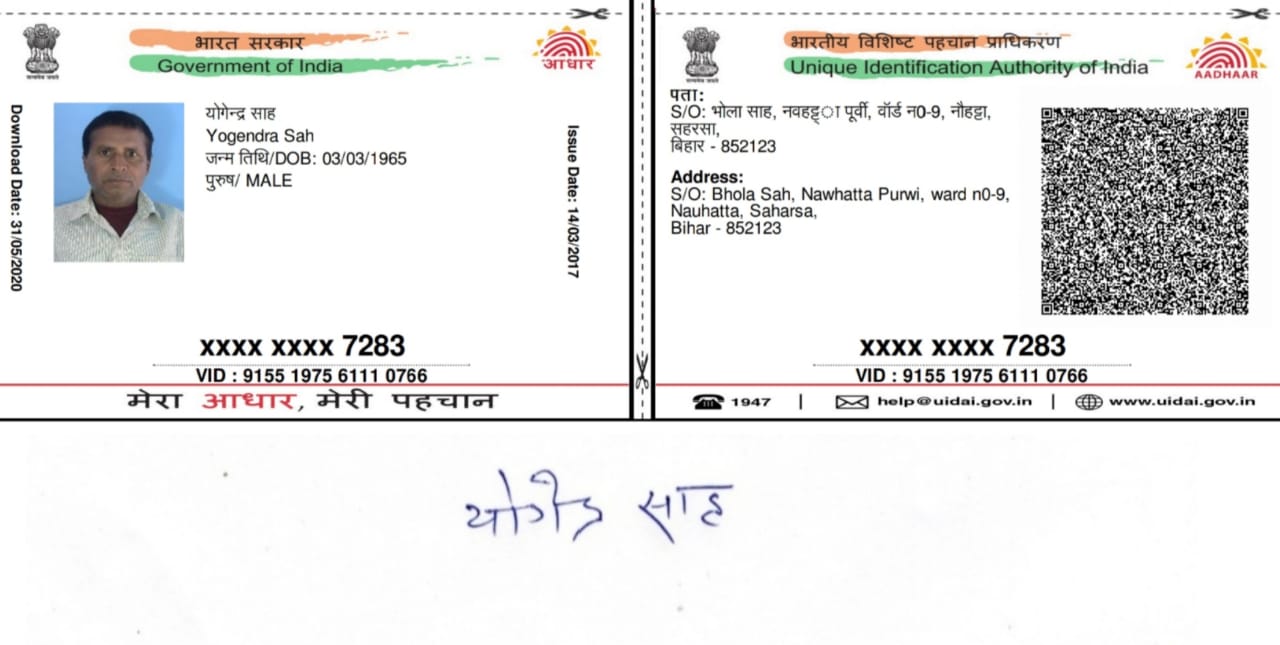 भारत सरकार
Government of India
आधार
Download Date: 31/05/2020
योगेन्द्र साह
Yogendra Sah
जन्म तिथि/DOB: 03/03/1965
पुरुष/ MALE
Issue Date: 14/03/2017
xxxx xxxx 7283
VID : 9155 1975 6111 0766
मेरा आधार, मेरी पहचान
भारतीय विशिष्ट पहचान प्राधिकरण
Unique Identification Authority of India
AADHAAR
पता:
S/O: भोला साह, नवहट्ट्ा पूर्वी, वॉर्ड न0-9, नौहट्टा,
सहरसा,
बिहार - 852123
Address:
S/O: Bhola Sah, Nawhatta Purwi, ward n0-9,
Nauhatta, Saharsa,
Bihar - 852123
xxxx xxxx 7283
VID : 9155 1975 6111 0766
1947 | help@uidai.gov.in | www.uidai.gov.in
योगेंद्र साह